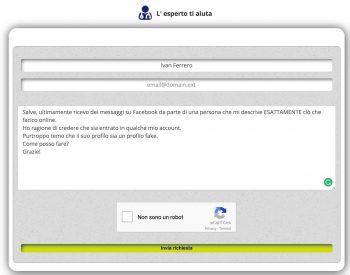 L' esperto ti aiuta
Ivan Ferrero
email@domain.ext
Salve, ultimamente ricevo dei messaggi su Facebook da parte di una persona che mi descrive ESATTAMENTE ciò che
faccio online.
Ho ragione di credere che sia entrato in qualche mio account.
Purtroppo temo che il suo profilo sia un profilo fake.
Come posso fare?
Grazie!
Non sono un robot
reCAPTCHA
Privacy - Termini
Invia richiesta